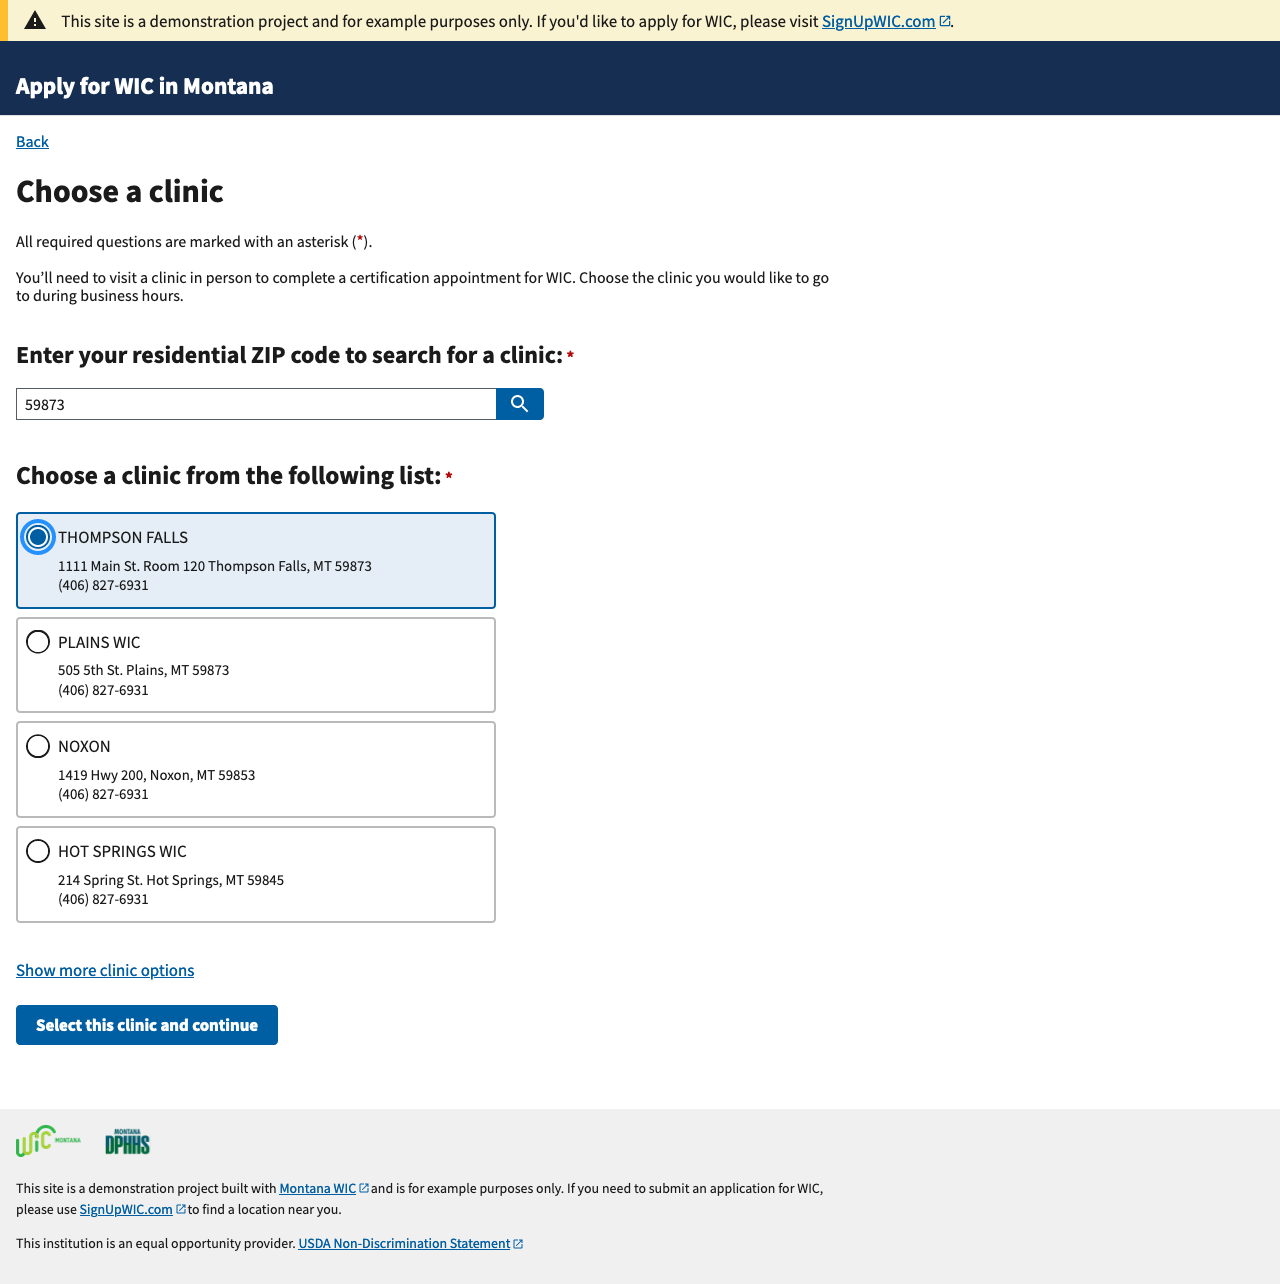 This site is a demonstration project and for example purposes only. If you'd like to apply for WIC, please visit SignUpWIC.com.
Apply for WIC in Montana
Back
Choose a clinic
All required questions are marked with an asterisk (*).
You’ll need to visit a clinic in person to complete a certification appointment for WIC. Choose the clinic you would like to go
to during business hours.
Enter your residential ZIP code to search for a clinic: *
59873
Choose a clinic from the following list: *
THOMPSON FALLS
1111 Main St. Room 120 Thompson Falls, MT 59873
(406) 827-6931
PLAINS WIC
505 5th St. Plains, MT 59873
(406) 827-6931
NOXON
1419 Hwy 200, Noxon, MT 59853
(406) 827-6931
HOT SPRINGS WIC
214 Spring St. Hot Springs, MT 59845
(406) 827-6931
Show more clinic options
Select this clinic and continue
WIC MONTANA
MONTANA
DPHHS
This site is a demonstration project built with Montana WIC and is for example purposes only. If you need to submit an application for WIC,
please use SignUpWIC.com to find a location near you.
This institution is an equal opportunity provider. USDA Non-Discrimination Statement